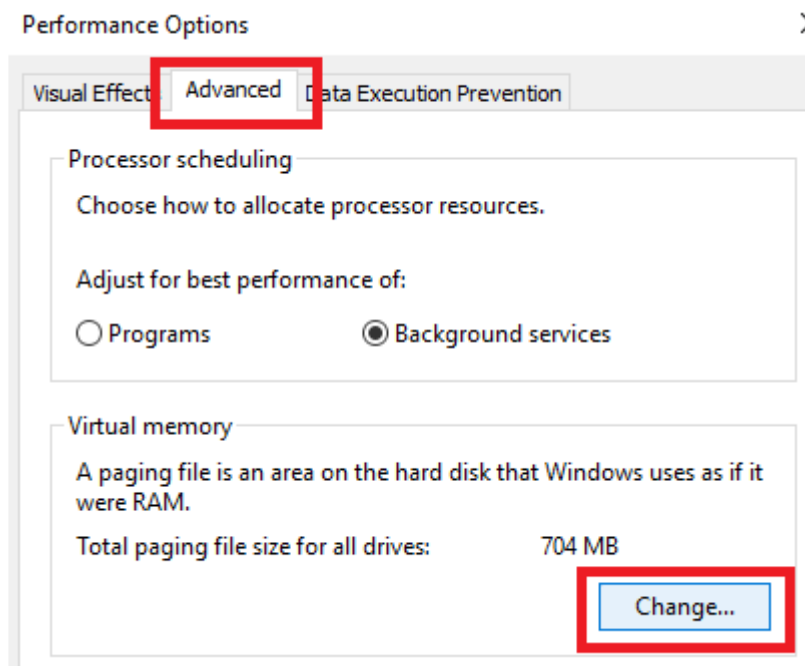 Performance Options
Visual Effects Advanced Data Execution Prevention
Processor scheduling
Choose how to allocate processor resources.
Adjust for best performance of:
Programs Background services
Virtual memory
A paging file is an area on the hard disk that Windows uses as if it
were RAM.
Total paging file size for all drives: 704 MB
Change...